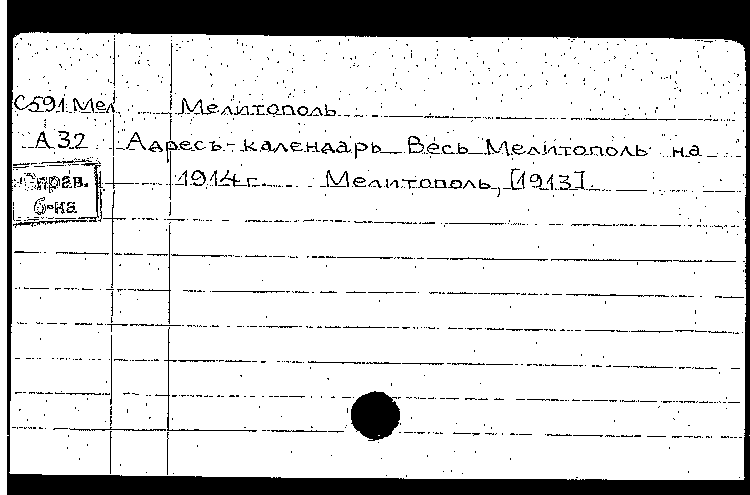 С591 Мел Мелитополь
А32 Адресъ-календарь Весь Мелитополь на
1914 г. Мелитополь, [1913].
Справ.
б-ка